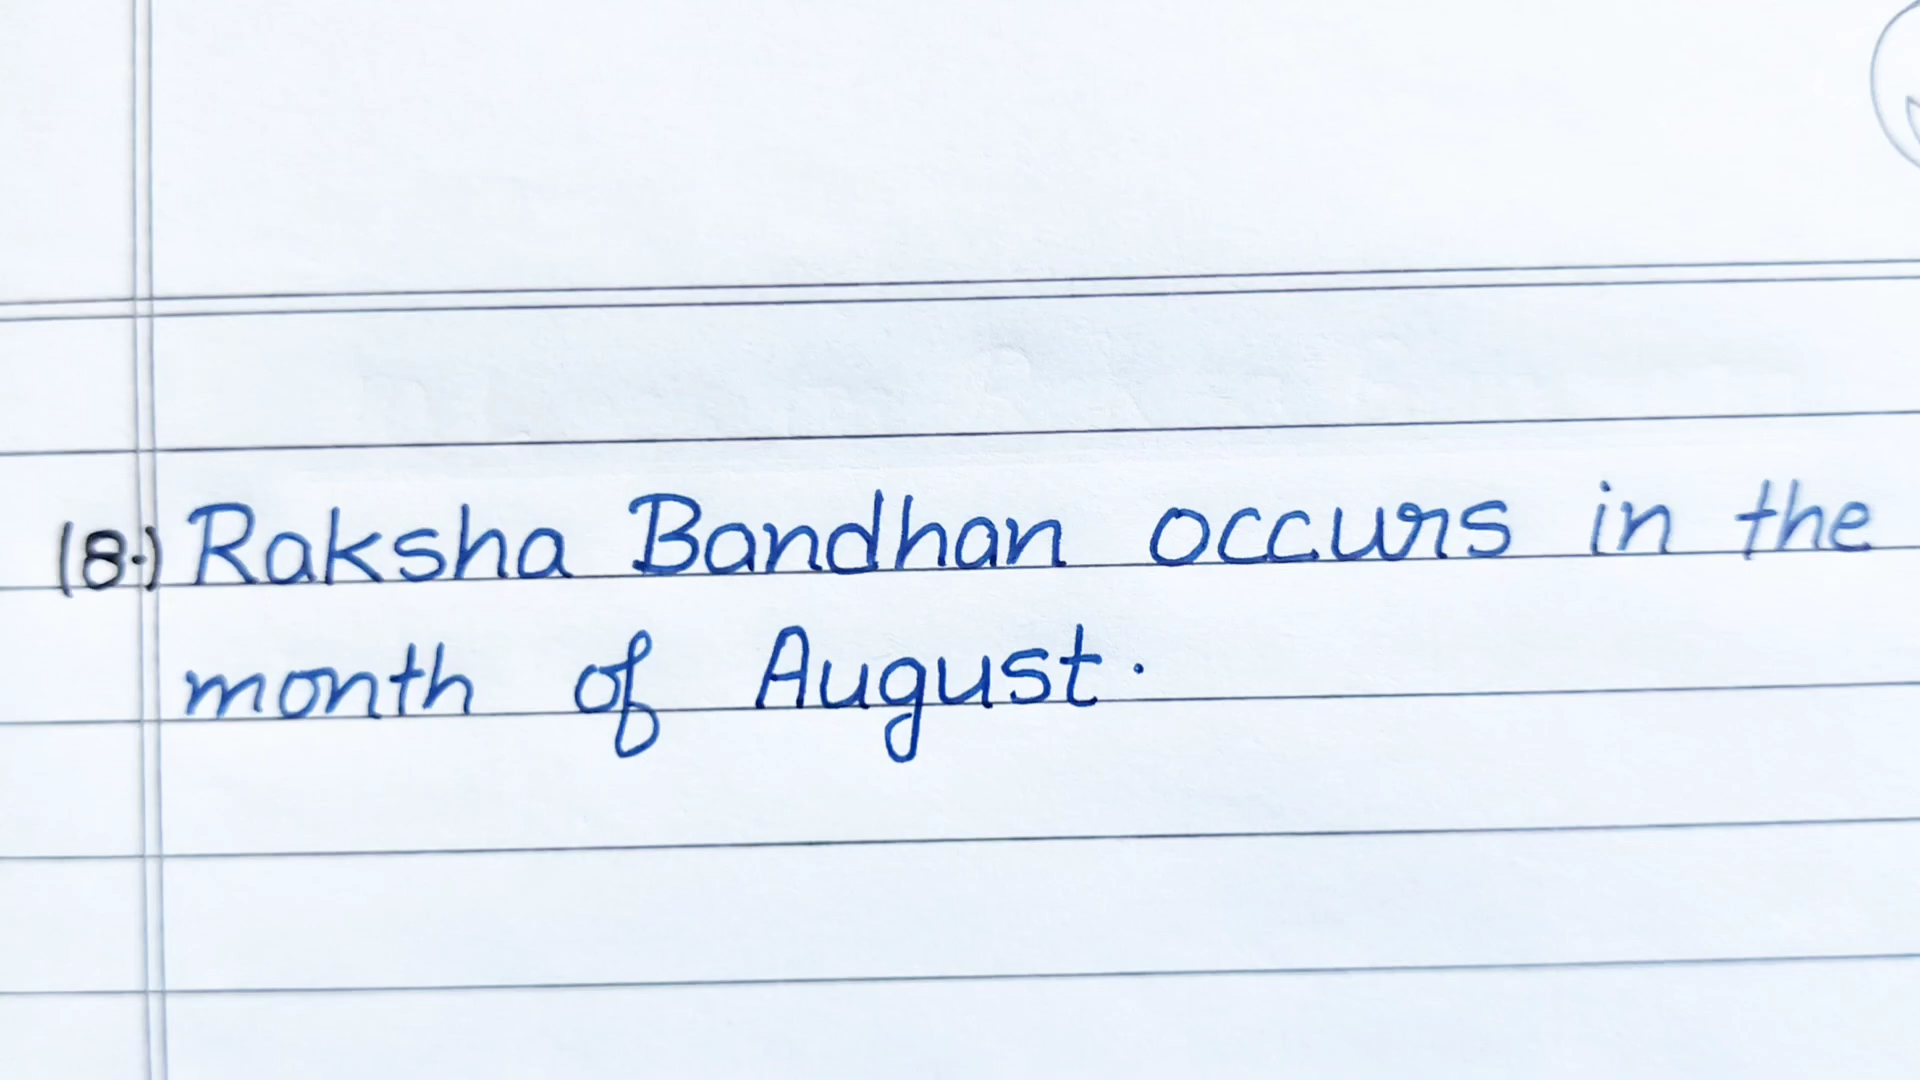 (8.) Raksha Bandhan occurs in the
month of August.